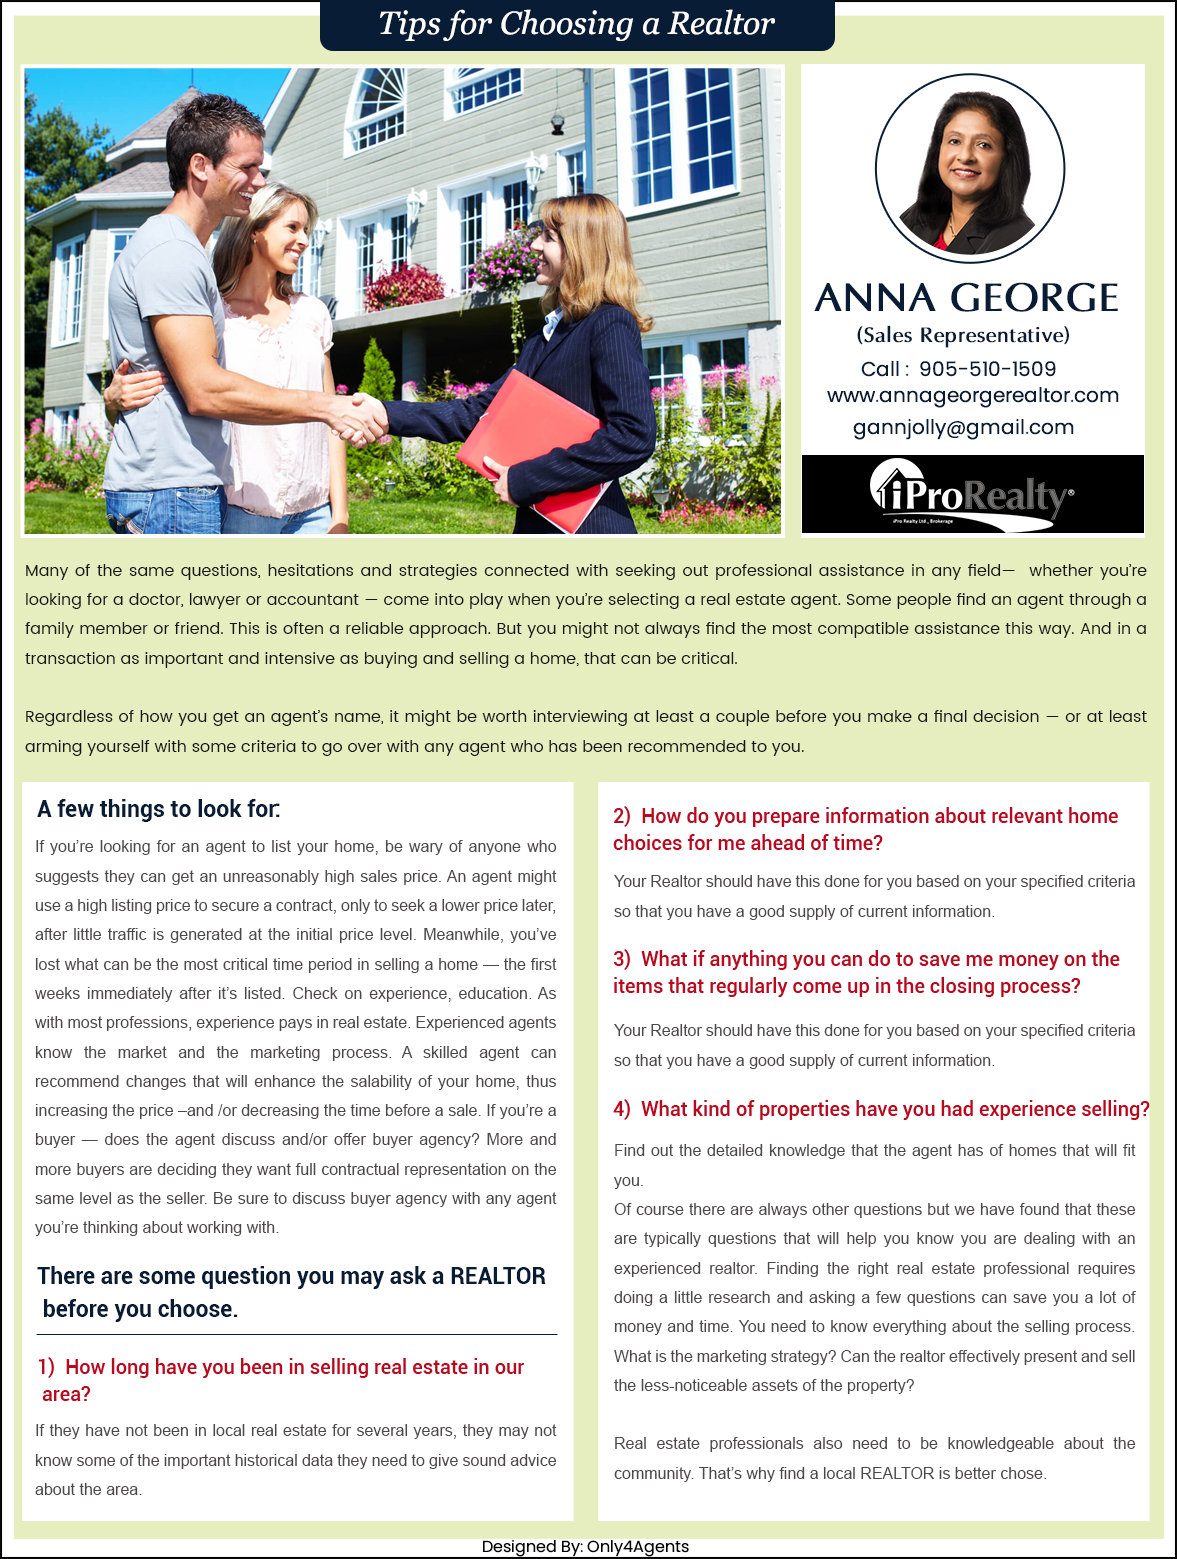 Tips for Choosing a Realtor
ANNA GEORGE
(Sales Representative)
Call :  905-510-1509
www.annageorgerealtor.com
gannjolly@gmail.com
iProRealty®
iPro Realty Ltd., Brokerage
Many of the same questions, hesitations and strategies connected with seeking out professional assistance in any field—  whether you’re
looking for a doctor, lawyer or accountant — come into play when you’re selecting a real estate agent. Some people find an agent through a
family member or friend. This is often a reliable approach. But you might not always find the most compatible assistance this way. And in a
transaction as important and intensive as buying and selling a home, that can be critical.
Regardless of how you get an agent’s name, it might be worth interviewing at least a couple before you make a final decision — or at least
arming yourself with some criteria to go over with any agent who has been recommended to you.
A few things to look for:
If you’re looking for an agent to list your home, be wary of anyone who
suggests they can get an unreasonably high sales price. An agent might
use a high listing price to secure a contract, only to seek a lower price later,
after little traffic is generated at the initial price level. Meanwhile, you’ve
lost what can be the most critical time period in selling a home — the first
weeks immediately after it’s listed. Check on experience, education. As
with most professions, experience pays in real estate. Experienced agents
know the market and the marketing process. A skilled agent can
recommend changes that will enhance the salability of your home, thus
increasing the price –and /or decreasing the time before a sale. If you’re a
buyer — does the agent discuss and/or offer buyer agency? More and
more buyers are deciding they want full contractual representation on the
same level as the seller. Be sure to discuss buyer agency with any agent
you’re thinking about working with.
There are some question you may ask a REALTOR
before you choose.
1)  How long have you been in selling real estate in our
area?
If they have not been in local real estate for several years, they may not
know some of the important historical data they need to give sound advice
about the area.
2)  How do you prepare information about relevant home
choices for me ahead of time?
Your Realtor should have this done for you based on your specified criteria
so that you have a good supply of current information.
3)  What if anything you can do to save me money on the
items that regularly come up in the closing process?
Your Realtor should have this done for you based on your specified criteria
so that you have a good supply of current information.
4)  What kind of properties have you had experience selling?
Find out the detailed knowledge that the agent has of homes that will fit
you.
Of course there are always other questions but we have found that these
are typically questions that will help you know you are dealing with an
experienced realtor. Finding the right real estate professional requires
doing a little research and asking a few questions can save you a lot of
money and time. You need to know everything about the selling process.
What is the marketing strategy? Can the realtor effectively present and sell
the less-noticeable assets of the property?
Real estate professionals also need to be knowledgeable about the
community. That’s why find a local REALTOR is better chose.
Designed By: Only4Agents